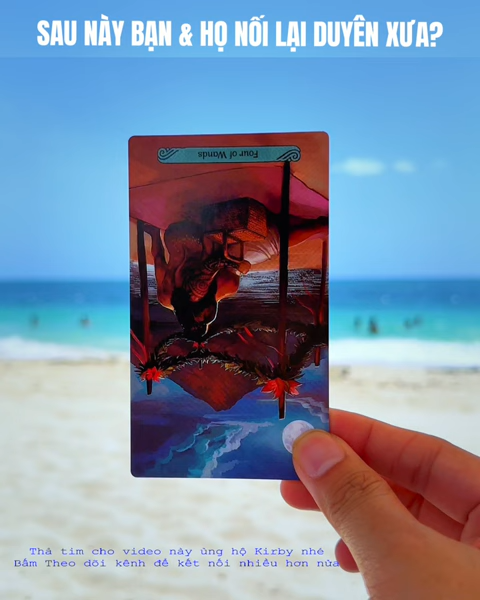 SAU NÀY BẠN & HỌ NỐI LẠI DUYÊN XƯA?
Four of Wands
Thả tim cho video này ủng hộ Kirby nhé
Bấm Theo dõi kênh để kết nối nhiều hơn nữa